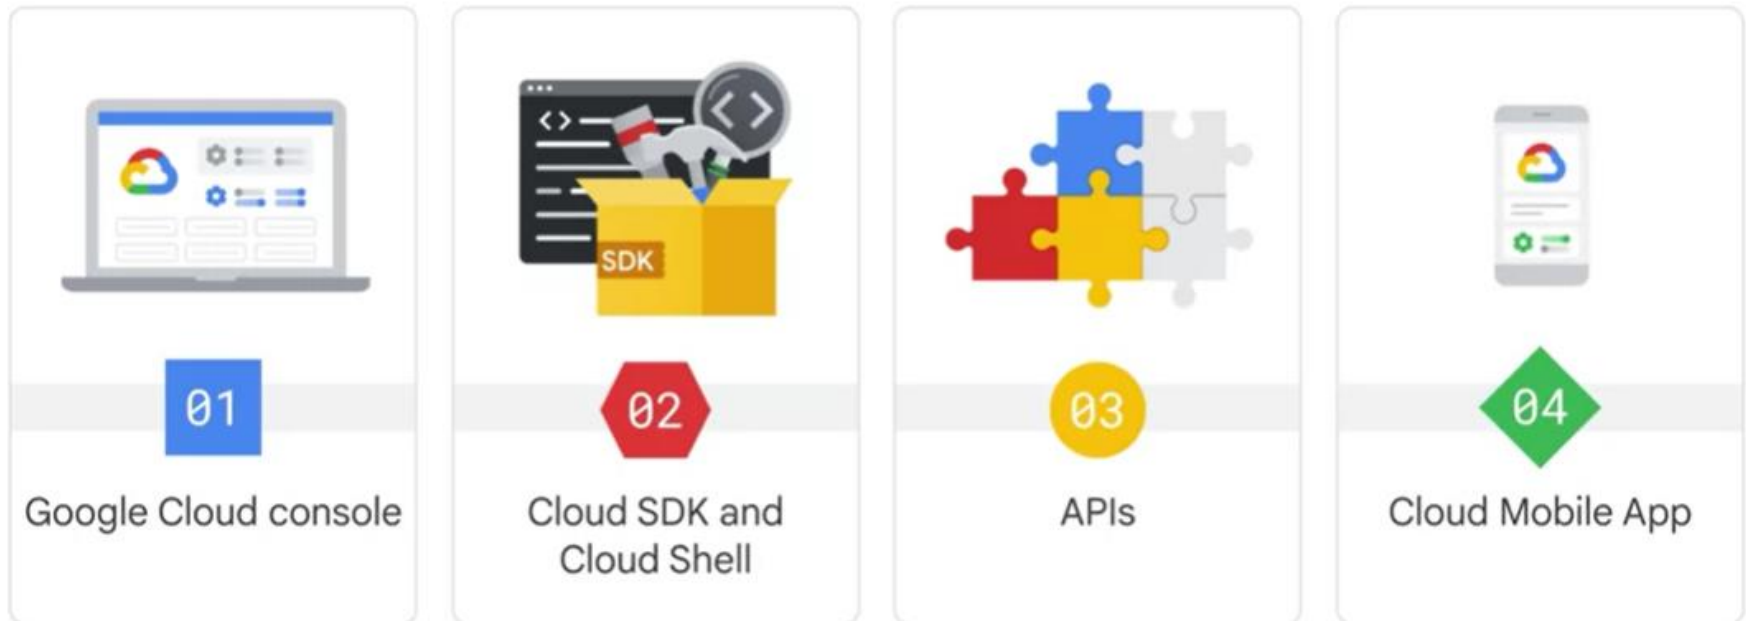 SDK
01
Google Cloud console
02
Cloud SDK and
Cloud Shell
03
APIs
04
Cloud Mobile App